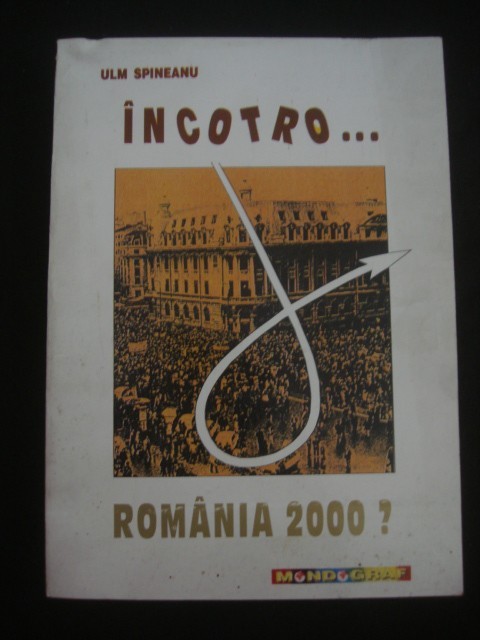 ULM SPINEANU
ÎNCOTRO...
ROMÂNIA 2000 ?
MONDOGRAF